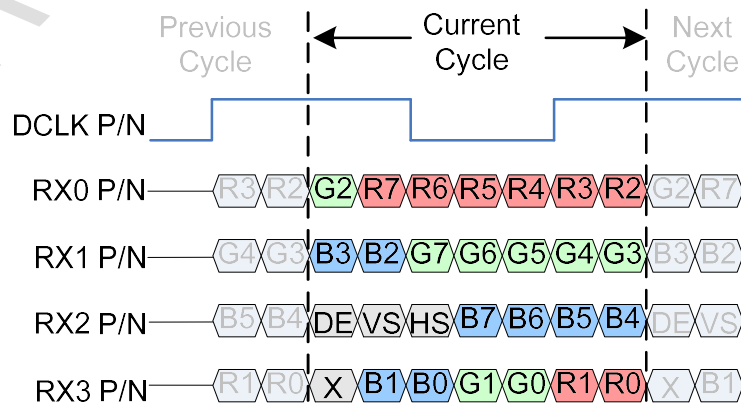 Previous Cycle
Current Cycle
Next Cycle
DCLK P/N
RX0 P/N R3 R2 G2 R7 R6 R5 R4 R3 R2 G2 R7
RX1 P/N G4 G3 B3 B2 G7 G6 G5 G4 G3 B3 B2
RX2 P/N B5 B4 DE VS HS B7 B6 B5 B4 DE VS
RX3 P/N R1 R0 X B1 B0 G1 G0 R1 R0 X B1